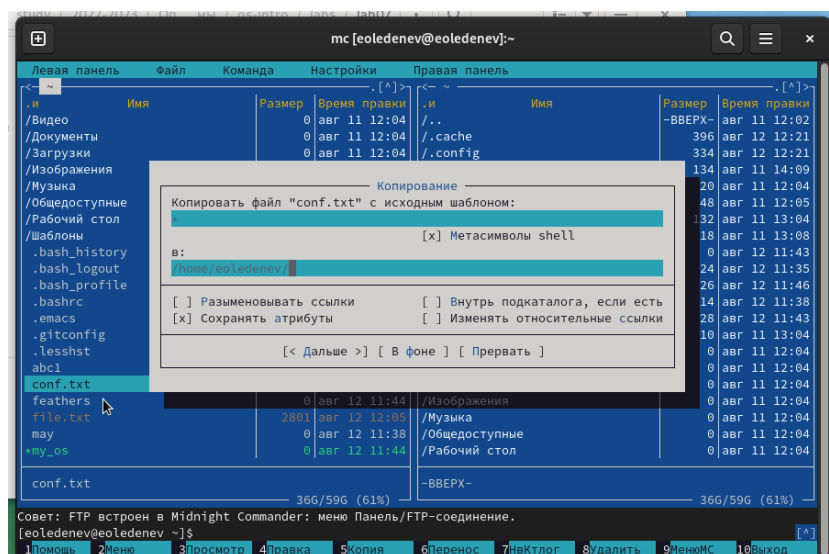 study / 2022-2023 / Оп... мы / os-intro / labs / lab07
mc [eoledenev@eoledenev]:~
Левая панель Файл Команда Настройки Правая панель
<— ~ .[^]> <— ~ .[^]>
.и Имя Размер Время правки .и Имя Размер Время правки
/Видео 0 авг 11 12:04 /.. -ВВЕРХ- авг 11 12:02
/Документы 0 авг 11 12:04 /.cache 396 авг 12 12:21
/Загрузки 0 авг 11 12:04 /.config 334 авг 12 12:21
/Изображения 134 авг 11 14:09
Копирование
/Музыка 20 авг 11 12:04
/Общедоступные Копировать файл "conf.txt" с исходным шаблоном: 48 авг 11 12:05
/Рабочий стол * 132 авг 11 13:04
/Шаблоны [x] Метасимволы shell 18 авг 11 13:08
.bash_history в: 0 авг 12 11:43
.bash_logout /home/eoledenev/ 24 авг 12 11:35
.bash_profile 26 авг 12 11:46
.bashrc [ ] Разыменовывать ссылки [ ] Внутрь подкаталога, если есть 14 авг 12 11:38
.emacs [x] Сохранять атрибуты [ ] Изменять относительные ссылки 28 авг 12 11:43
.gitconfig 10 авг 11 13:04
.lesshst [< Дальше >] [ В фоне ] [ Прервать ] 0 авг 11 12:04
abc1 0 авг 11 12:04
conf.txt 0 авг 11 12:04
feathers 0 авг 12 11:44 /Изображения 0 авг 11 12:04
file.txt 2801 авг 12 12:05 /Музыка 0 авг 11 12:04
may 0 авг 12 11:38 /Общедоступные 0 авг 11 12:04
*my_os 0 авг 12 11:44 /Рабочий стол 0 авг 11 12:04
conf.txt -ВВЕРХ-
36G/59G (61%) 36G/59G (61%)
Совет: FTP встроен в Midnight Commander: меню Панель/FTP-соединение.
[eoledenev@eoledenev ~]$ [^]
1Помощь 2Меню 3Просмотр 4Правка 5Копия 6Перенос 7НвКтлог 8Удалить 9МенюMC 10Выход